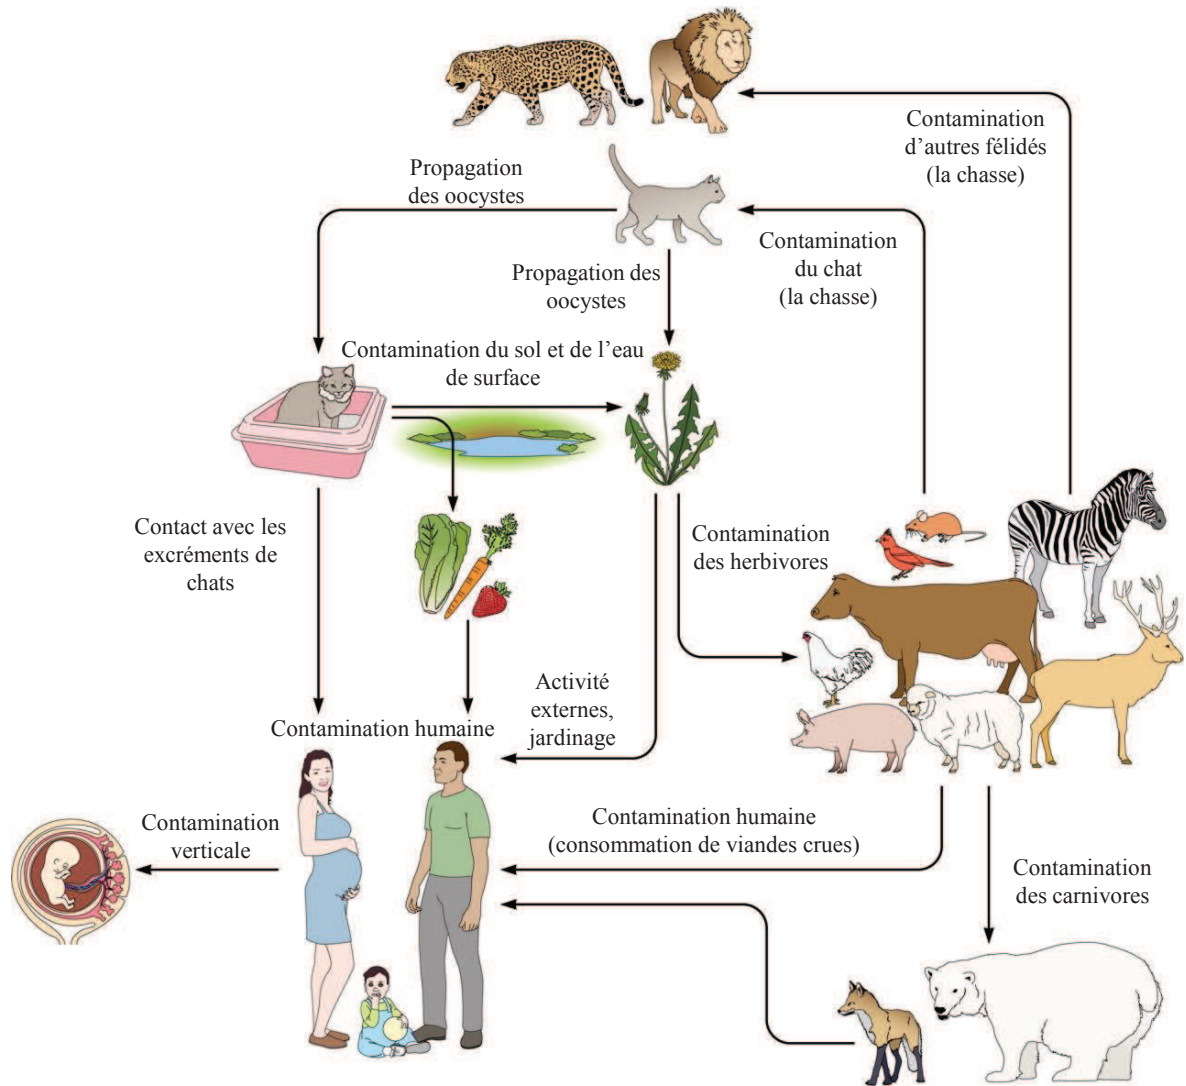 Contamination
d’autres félidés
(la chasse)
Propagation
des oocystes
Contamination
du chat
(la chasse)
Propagation des
oocystes
Contamination du sol et de l’eau
de surface
Contact avec les
excréments de
chats
Contamination
des herbivores
Activité
externes,
jardinage
Contamination humaine
Contamination
verticale
Contamination humaine
(consommation de viandes crues)
Contamination
des carnivores